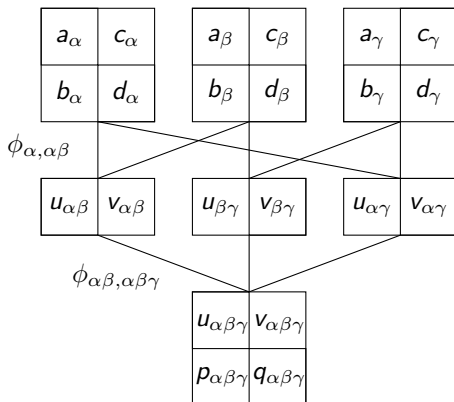 a_α c_α a_β c_β a_γ c_γ
b_α d_α b_β d_β b_γ d_γ
ϕ_{α,αβ}
u_{αβ} v_{αβ} u_{βγ} v_{βγ} u_{αγ} v_{αγ}
ϕ_{αβ,αβγ}
u_{αβγ} v_{αβγ}
p_{αβγ} q_{αβγ}